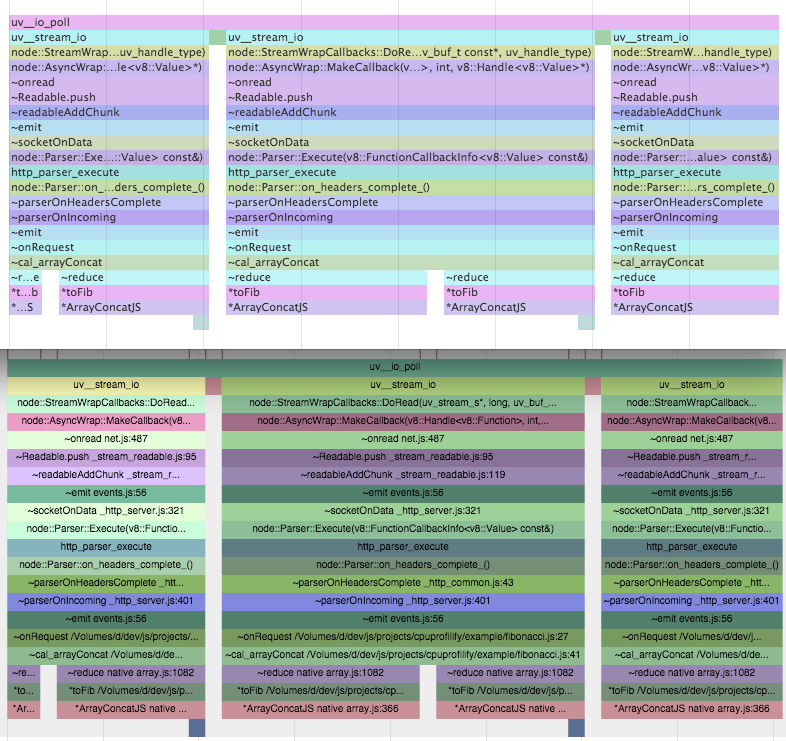 uv__io_poll
uv__stream_io uv__stream_io uv__stream_io
node::StreamWrap...uv_handle_type) node::StreamWrapCallbacks::DoRe...v_buf_t const*, uv_handle_type) node::StreamW...handle_type)
node::AsyncWrap:...le<v8::Value>*) node::AsyncWrap::MakeCallback(v...>, int, v8::Handle<v8::Value>*) node::AsyncWr...v8::Value>*)
~onread ~onread ~onread
~Readable.push ~Readable.push ~Readable.push
~readableAddChunk ~readableAddChunk ~readableAddChunk
~emit ~emit ~emit
~socketOnData ~socketOnData ~socketOnData
node::Parser::Exe...::Value> const&) node::Parser::Execute(v8::FunctionCallbackInfo<v8::Value> const&) node::Parser::...alue> const&)
http_parser_execute http_parser_execute http_parser_execute
node::Parser::on_...ders_complete_() node::Parser::on_headers_complete_() node::Parser::...rs_complete_()
~parserOnHeadersComplete ~parserOnHeadersComplete ~parserOnHeadersComplete
~parserOnIncoming ~parserOnIncoming ~parserOnIncoming
~emit ~emit ~emit
~onRequest ~onRequest ~onRequest
~cal_arrayConcat ~cal_arrayConcat ~cal_arrayConcat
~r...e ~reduce ~reduce ~reduce ~reduce
*t...b *toFib *toFib *toFib *toFib
*...S *ArrayConcatJS *ArrayConcatJS *ArrayConcatJS *ArrayConcatJS
uv__io_poll
uv__stream_io uv__stream_io uv__stream_io
node::StreamWrapCallbacks::DoRead... node::StreamWrapCallbacks::DoRead(uv_stream_s*, long, uv_buf_... node::StreamWrapCallback...
node::AsyncWrap::MakeCallback(v8... node::AsyncWrap::MakeCallback(v8::Handle<v8::Function>, int,... node::AsyncWrap::MakeCallback(v8...
~onread net.js:487 ~onread net.js:487 ~onread net.js:487
~Readable.push _stream_readable.js:95 ~Readable.push _stream_readable.js:95 ~Readable.push _stream_r...
~readableAddChunk _stream_r... ~readableAddChunk _stream_readable.js:119 ~readableAddChunk _stream_r...
~emit events.js:56 ~emit events.js:56 ~emit events.js:56
~socketOnData _http_server.js:321 ~socketOnData _http_server.js:321 ~socketOnData _http_server.js:321
node::Parser::Execute(v8::Functio... node::Parser::Execute(v8::FunctionCallbackInfo<v8::Value> const&) node::Parser::Execute(v8::Functio...
http_parser_execute http_parser_execute http_parser_execute
node::Parser::on_headers_complete_() node::Parser::on_headers_complete_() node::Parser::on_headers_complete_()
~parserOnHeadersComplete _htt... ~parserOnHeadersComplete _http_common.js:43 ~parserOnHeadersComplete _htt...
~parserOnIncoming _http_server.js:401 ~parserOnIncoming _http_server.js:401 ~parserOnIncoming _http_server.js:401
~emit events.js:56 ~emit events.js:56 ~emit events.js:56
~onRequest /Volumes/d/dev/js/projects/... ~onRequest /Volumes/d/dev/js/projects/cpuprofilify/example/fibonacci.js:27 ~onRequest /Volumes/d/dev/j...
~cal_arrayConcat /Volumes/d/de... ~cal_arrayConcat /Volumes/d/dev/js/projects/cpuprofilify/example/fibonacci.js:41 ~cal_arrayConcat /Volumes/d/de...
~re... ~reduce native array.js:1082 ~reduce native array.js:1082 ~reduce native array.js:1082 ~reduce native array.js:1082
*to... *toFib /Volumes/d/dev/js/p... *toFib /Volumes/d/dev/js/projects/cp... *toFib /Volumes/d/dev/js/p... *toFib /Volumes/d/dev/js/projects/cp...
*Ar... *ArrayConcatJS native ... *ArrayConcatJS native array.js:366 *ArrayConcatJS native ... *ArrayConcatJS native array.js:366